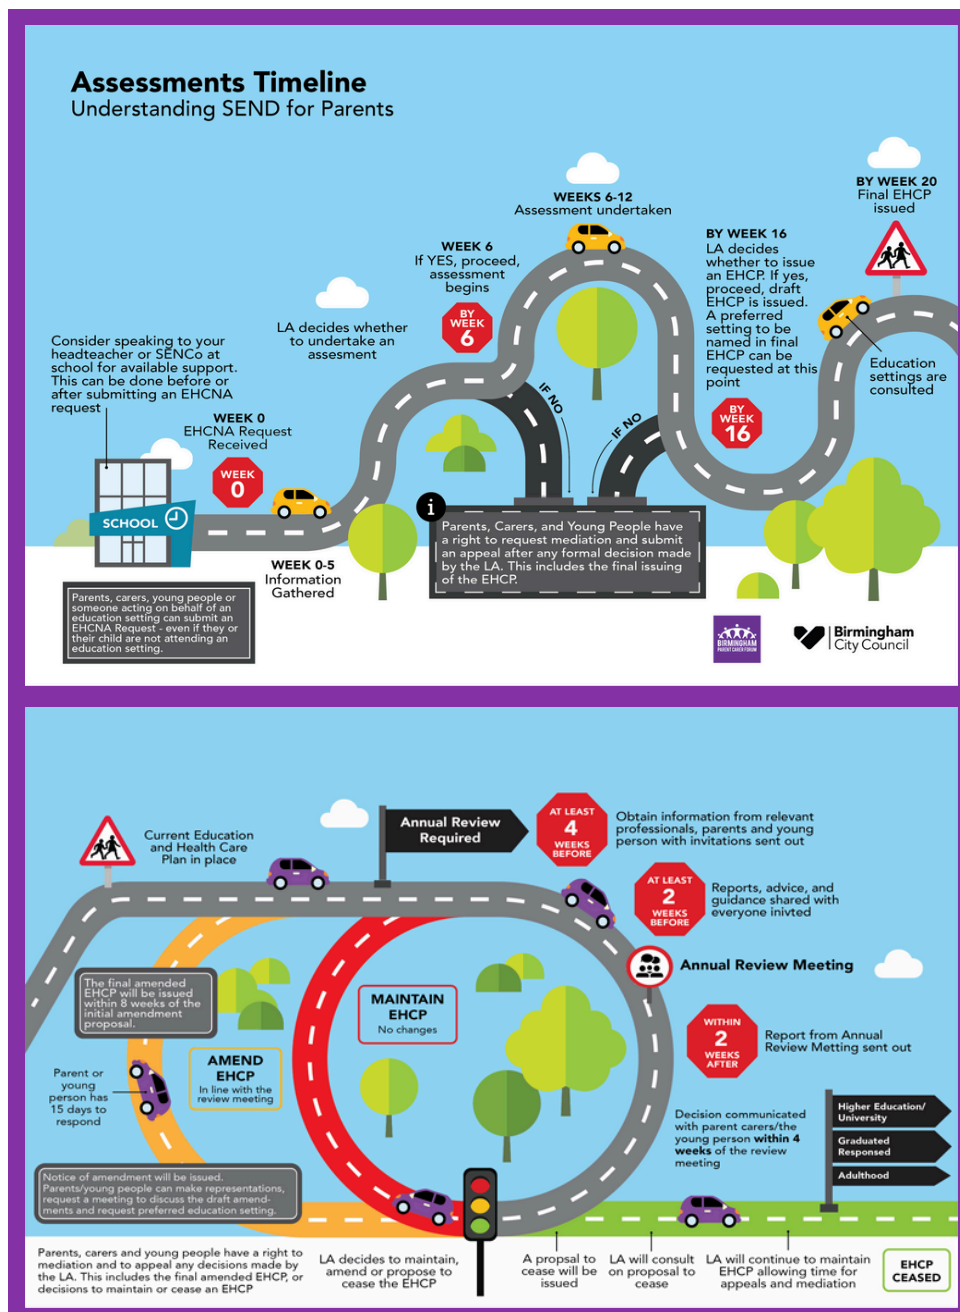 Assessments Timeline
Understanding SEND for Parents
BY WEEK 20
Final EHCP
issued
WEEKS 6-12
Assessment undertaken
BY WEEK 16
LA decides
whether to issue
an EHCP. If yes,
proceed, draft
EHCP is issued.
A preferred
setting to be
named in final
EHCP can be
requested at this
point
WEEK 6
If YES, proceed,
assessment
begins
BY
WEEK
6
LA decides whether
to undertake an
assesment
Consider speaking to your
headteacher or SENCo at
school for available support.
This can be done before or
after submitting an EHCNA
request
Education
settings are
consulted
IF NO
IF NO
BY
WEEK
16
WEEK 0
EHCNA Request
Received
WEEK
0
SCHOOL
i
Parents, Carers, and Young People have
a right to request mediation and submit
an appeal after any formal decision made
by the LA. This includes the final issuing
of the EHCP.
WEEK 0-5
Information
Gathered
Parents, carers, young people or
someone acting on behalf of an
education setting can submit an
EHCNA Request - even if they or
their child are not attending an
education setting.
BIRMINGHAM
PARENT CARER FORUM
Birmingham
City Council
Current Education
and Health Care
Plan in place
Annual Review
Required
AT LEAST
4
WEEKS
BEFORE
Obtain information from relevant
professionals, parents and young
person with invitations sent out
AT LEAST
2
WEEKS
BEFORE
Reports, advice, and
guidance shared with
everyone inivted
Annual Review Meeting
The final amended
EHCP will be issued
within 8 weeks of the
initial amendment
proposal.
MAINTAIN
EHCP
No changes
WITHIN
2
WEEKS
AFTER
Report from Annual
Review Metting sent out
AMEND
EHCP
In line with the
review meeting
Parent or
young
person has
15 days to
respond
Decision communicated
with parent carers/the
young person within 4
weeks of the review
meeting
Higher Education/
University
Graduated
Responsed
Adulthood
Notice of amendment will be issued.
Parents/young people can make representations,
request a meeting to discuss the draft amend-
ments and request preferred education setting.
Parents, carers and young people have a right to
mediation and to appeal any decisions made by
the LA. This includes the final amended EHCP, or
decisions to maintain or cease an EHCP
LA decides to maintain,
amend or propose to
cease the EHCP
A propsal to
cease will be
issued
LA will consult
on proposal to
cease
LA will continue to maintain
EHCP allowing time for
appeals and mediation
EHCP
CEASED